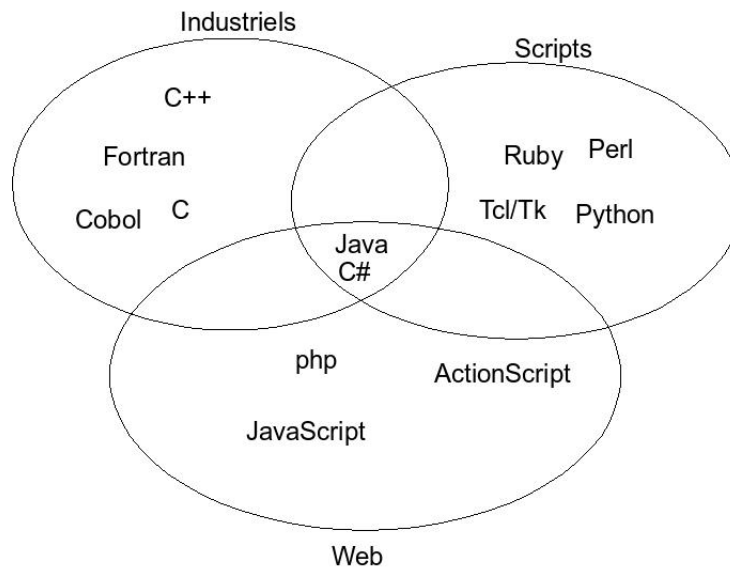 Industriels
Scripts
C++
Ruby Perl
Fortran
Tcl/Tk Python
Cobol C
Java
C#
php
ActionScript
JavaScript
Web